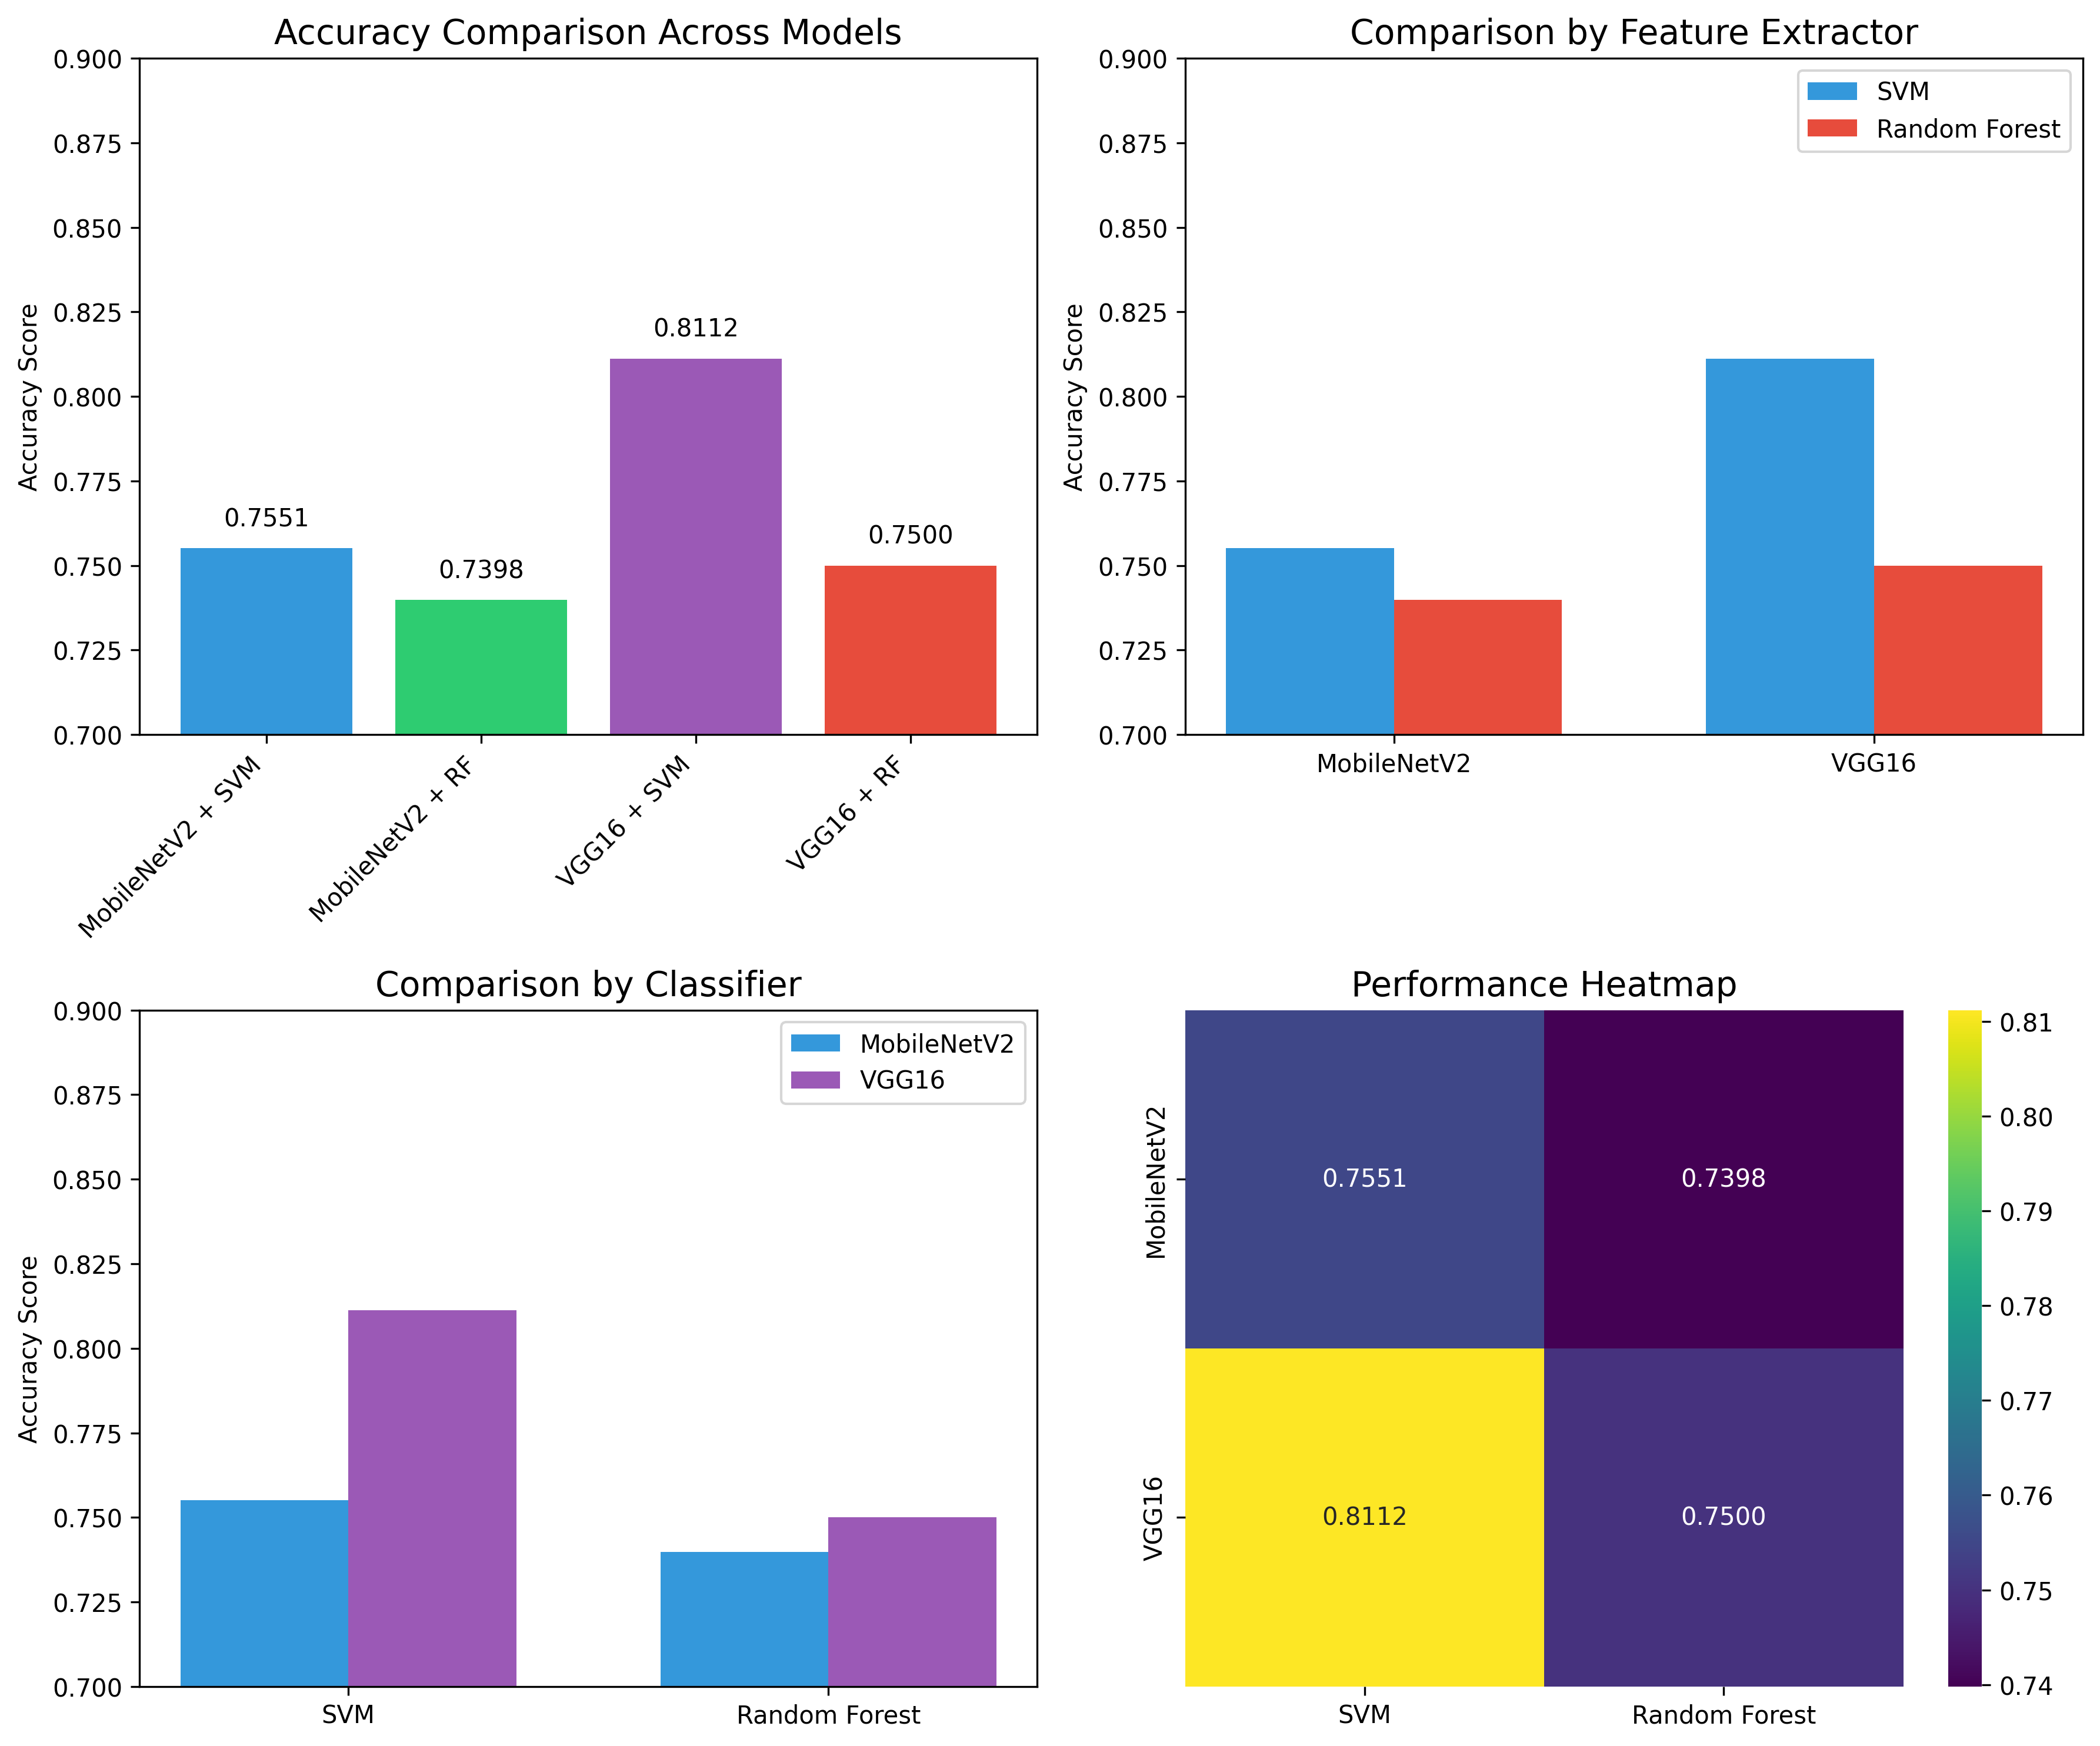 Accuracy Comparison Across Models
0.900
0.875
0.850
0.825
0.800
0.775
0.750
0.725
0.700
Accuracy Score
0.7551
0.7398
0.8112
0.7500
MobileNetV2 + SVM
MobileNetV2 + RF
VGG16 + SVM
VGG16 + RF
Comparison by Feature Extractor
0.900
0.875
0.850
0.825
0.800
0.775
0.750
0.725
0.700
Accuracy Score
SVM
Random Forest
MobileNetV2
VGG16
Comparison by Classifier
0.900
0.875
0.850
0.825
0.800
0.775
0.750
0.725
0.700
Accuracy Score
MobileNetV2
VGG16
SVM
Random Forest
Performance Heatmap
MobileNetV2
VGG16
0.7551
0.7398
0.8112
0.7500
SVM
Random Forest
0.81
0.80
0.79
0.78
0.77
0.76
0.75
0.74